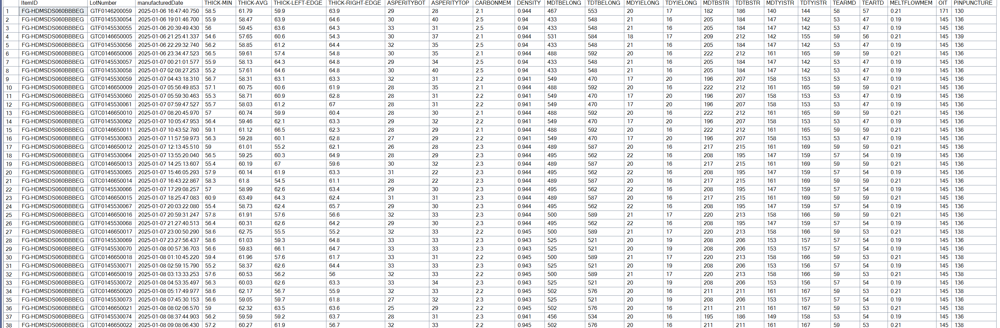 ItemID LotNumber manufacturedDate THICK-MIN THICK-AVG THICK-LEFT-EDGE THICK-RIGHT-EDGE ASPERITYBOT ASPERITYTOP CARBONMEM DENSITY MDTBELONG TDTBELONG MDYIELONG TDYIELONG MDTBSTR TDTBSTR MDTYISTR TDTYISTR TEARMD TEARTD MELTFLOWMEM OIT PINPUNCTURE
1 FG-HDMSDS060BBBEG GTF0146200059 2025-01-06 16:47:40.750 58.5 61.79 59.9 63.9 29 28 2.1 0.944 467 553 20 17 182 186 140 144 58 57 0.21 171 130
2 FG-HDMSDS060BBBEG GTF0145530054 2025-01-06 19:01:46.700 55.9 58.47 63.9 64.6 30 40 2.5 0.94 433 548 21 16 205 184 147 142 53 47 0.19 145 136
3 FG-HDMSDS060BBBEG GTF0145530055 2025-01-06 20:39:49.430 56 59.45 63.6 64.3 33 31 2.5 0.94 433 548 21 16 205 184 147 142 53 47 0.19 145 136
4 FG-HDMSDS060BBBEG GTC0146650005 2025-01-06 21:25:41.337 54.6 57.65 60.6 54.3 30 37 2.1 0.944 531 584 18 17 209 212 142 155 59 56 0.21 145 139
5 FG-HDMSDS060BBBEG GTF0145530056 2025-01-06 22:29:32.740 56.2 58.85 61.2 64.4 32 35 2.5 0.94 433 548 21 16 205 184 147 142 53 47 0.19 145 136
6 FG-HDMSDS060BBBEG GTC0146650006 2025-01-06 23:34:47.523 56.5 59.61 57.4 54.8 30 35 2.1 0.944 488 592 20 16 222 212 161 165 59 59 0.21 145 136
7 FG-HDMSDS060BBBEG GTF0145530057 2025-01-07 00:21:01.577 55.9 58.13 64.3 64.8 29 34 2.5 0.94 433 548 21 16 205 184 147 142 53 47 0.19 145 136
8 FG-HDMSDS060BBBEG GTF0145530058 2025-01-07 02:08:27.253 55.2 57.61 64.6 64.8 30 40 2.5 0.94 433 548 21 16 205 184 147 142 53 47 0.19 145 136
9 FG-HDMSDS060BBBEG GTF0145530059 2025-01-07 04:43:18.310 56.7 58.31 63.1 63.3 32 31 2.2 0.941 549 470 17 20 196 207 158 153 53 47 0.19 145 136
10 FG-HDMSDS060BBBEG GTC0146650009 2025-01-07 05:56:49.853 57.1 60.75 60.6 61.9 28 35 2.1 0.944 488 592 20 16 222 212 161 165 59 59 0.21 145 136
11 FG-HDMSDS060BBBEG GTF0145530060 2025-01-07 05:59:30.463 55.3 58.71 60.9 62.8 28 31 2.2 0.941 549 470 17 20 196 207 158 153 53 47 0.19 145 136
12 FG-HDMSDS060BBBEG GTF0145530061 2025-01-07 07:59:47.527 55.7 58.03 61.2 67 28 31 2.2 0.941 549 470 17 20 196 207 158 153 53 47 0.19 145 136
13 FG-HDMSDS060BBBEG GTC0146650010 2025-01-07 08:20:45.970 57 60.74 59.9 60.4 28 30 2.1 0.944 488 592 20 16 222 212 161 165 59 59 0.21 145 136
14 FG-HDMSDS060BBBEG GTF0145530062 2025-01-07 10:05:47.953 56.4 59.46 62.1 63.3 29 32 2.2 0.941 549 470 17 20 196 207 158 153 53 47 0.19 145 136
15 FG-HDMSDS060BBBEG GTC0146650011 2025-01-07 10:43:52.780 59.1 61.12 66.5 62.3 28 29 2.1 0.944 488 592 20 16 222 212 161 165 59 59 0.21 145 136
16 FG-HDMSDS060BBBEG GTF0145530063 2025-01-07 11:57:59.973 56.3 59.28 60.1 62.8 27 29 2.2 0.941 549 470 17 20 196 207 158 153 53 47 0.19 145 136
17 FG-HDMSDS060BBBEG GTC0146650012 2025-01-07 12:13:45.510 59 61.01 55.2 62.1 26 28 2.3 0.944 489 587 20 16 217 215 161 169 59 59 0.21 145 136
18 FG-HDMSDS060BBBEG GTF0145530064 2025-01-07 13:55:20.040 56.5 59.25 60.3 64.9 28 29 2.3 0.944 495 562 22 16 208 195 147 159 57 54 0.19 145 136
19 FG-HDMSDS060BBBEG GTC0146650013 2025-01-07 14:25:13.607 55.4 60.19 67 59.6 30 32 2.3 0.944 489 587 20 16 217 215 161 169 59 59 0.21 145 136
20 FG-HDMSDS060BBBEG GTF0145530065 2025-01-07 15:46:05.293 57.9 60.14 61.9 63.3 31 22 2.3 0.944 495 562 22 16 208 195 147 159 57 54 0.19 145 136
21 FG-HDMSDS060BBBEG GTC0146650014 2025-01-07 16:43:22.867 58.3 61.8 54.5 61.1 28 22 2.3 0.944 489 587 20 16 217 215 161 169 59 59 0.21 145 136
22 FG-HDMSDS060BBBEG GTF0145530066 2025-01-07 17:29:08.257 57 58.99 62.6 63.4 29 30 2.3 0.944 495 562 22 16 208 195 147 159 57 54 0.19 145 136
23 FG-HDMSDS060BBBEG GTC0146650015 2025-01-07 18:25:47.083 60.9 63.49 64.3 62.4 31 31 2.3 0.944 489 587 20 16 217 215 161 169 59 59 0.21 145 136
24 FG-HDMSDS060BBBEG GTF0145530067 2025-01-07 20:03:22.080 55.4 58.73 62.4 65.7 29 30 2.3 0.944 495 562 22 16 208 195 147 159 57 54 0.19 145 136
25 FG-HDMSDS060BBBEG GTC0146650016 2025-01-07 20:59:31.247 57.8 61.91 57.6 56.6 32 33 2.3 0.944 500 589 21 17 220 213 158 166 59 59 0.21 145 136
26 FG-HDMSDS060BBBEG GTF0145530068 2025-01-07 21:27:40.513 56.4 60.31 62.6 64.2 29 30 2.3 0.944 495 562 22 16 208 195 147 159 57 54 0.19 145 136
27 FG-HDMSDS060BBBEG GTC0146650017 2025-01-07 23:00:50.290 58.6 62.75 55.5 55.2 32 33 2.2 0.945 500 589 21 17 220 213 158 166 59 53 0.21 145 138
28 FG-HDMSDS060BBBEG GTF0145530069 2025-01-07 23:27:56.437 58.6 61.03 59.3 64.8 33 33 2.3 0.943 525 521 20 19 208 206 153 157 57 54 0.19 145 136
29 FG-HDMSDS060BBBEG GTF0145530070 2025-01-08 00:57:36.703 56.6 59.83 66.1 64.7 33 33 2.3 0.943 525 521 20 19 208 206 153 157 57 54 0.19 145 136
30 FG-HDMSDS060BBBEG GTC0146650018 2025-01-08 01:10:45.220 59.4 61.96 57.6 61.7 33 31 2.2 0.945 500 589 21 17 220 213 158 166 59 53 0.21 145 138
31 FG-HDMSDS060BBBEG GTF0145530071 2025-01-08 02:59:15.790 55.2 58.37 62.6 64.4 33 33 2.3 0.943 525 521 20 19 208 206 153 156 57 54 0.19 145 136
32 FG-HDMSDS060BBBEG GTC0146650019 2025-01-08 03:13:33.253 57.6 60.53 56.2 56 32 33 2.2 0.945 500 589 21 17 220 213 158 166 59 53 0.21 145 138
33 FG-HDMSDS060BBBEG GTF0145530072 2025-01-08 04:53:35.497 56.3 60.03 62.6 63.3 33 34 2.3 0.943 525 521 20 19 208 206 153 156 57 54 0.19 145 136
34 FG-HDMSDS060BBBEG GTC0146650020 2025-01-08 05:17:49.977 58.6 62.17 56.7 55.9 32 33 2.2 0.945 502 576 20 16 211 211 161 167 59 53 0.21 145 138
35 FG-HDMSDS060BBBEG GTF0145530073 2025-01-08 07:45:30.153 56.6 59.05 59.7 61.8 27 32 2.3 0.943 525 521 20 19 208 206 153 157 57 54 0.19 145 136
36 FG-HDMSDS060BBBEG GTC0146650021 2025-01-08 08:02:06.570 59 62.32 63.5 63.6 25 29 2.2 0.945 502 576 20 16 211 211 161 167 59 53 0.21 145 138
37 FG-HDMSDS060BBBEG GTF0145530074 2025-01-08 08:37:44.903 56.2 59.59 59.2 63.7 28 31 2.3 0.941 456 534 20 16 195 186 149 158 53 54 0.19 145 136
38 FG-HDMSDS060BBBEG GTC0146650022 2025-01-08 09:08:06.430 57.2 60.27 61.9 56.7 32 33 2.2 0.945 502 576 20 16 211 211 161 167 59 53 0.21 145 138